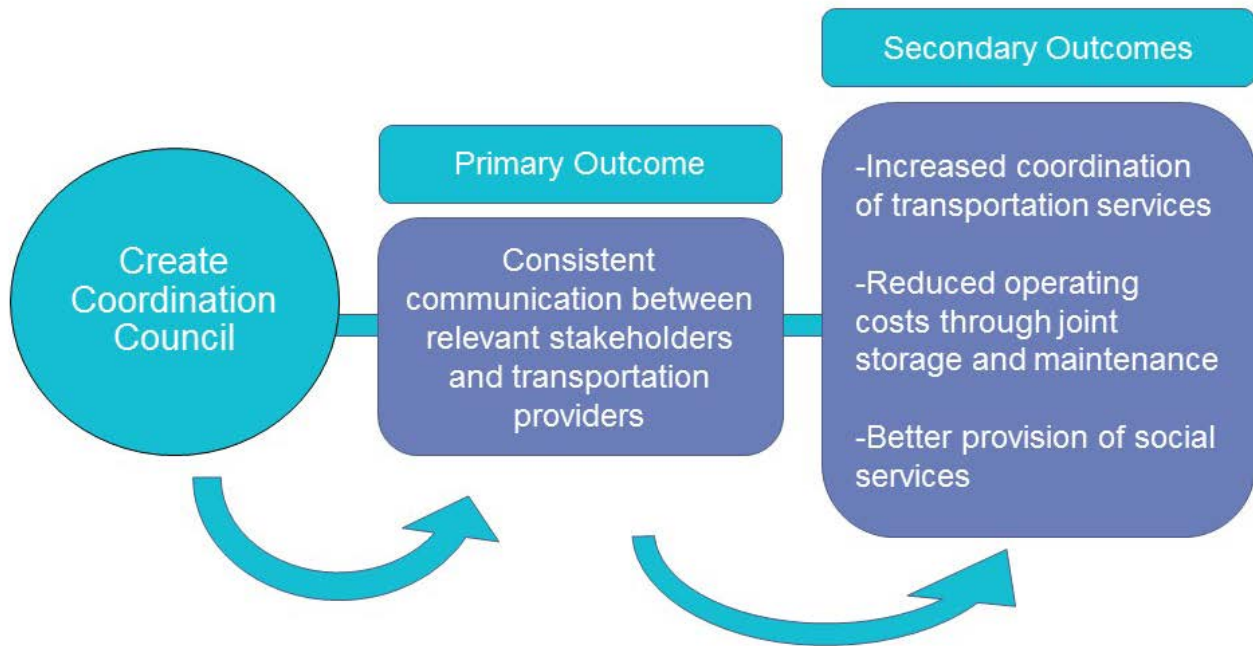 Create
Coordination
Council
Primary Outcome
Consistent
communication between
relevant stakeholders
and transportation
providers
Secondary Outcomes
-Increased coordination
of transportation services
-Reduced operating
costs through joint
storage and maintenance
-Better provision of social
services